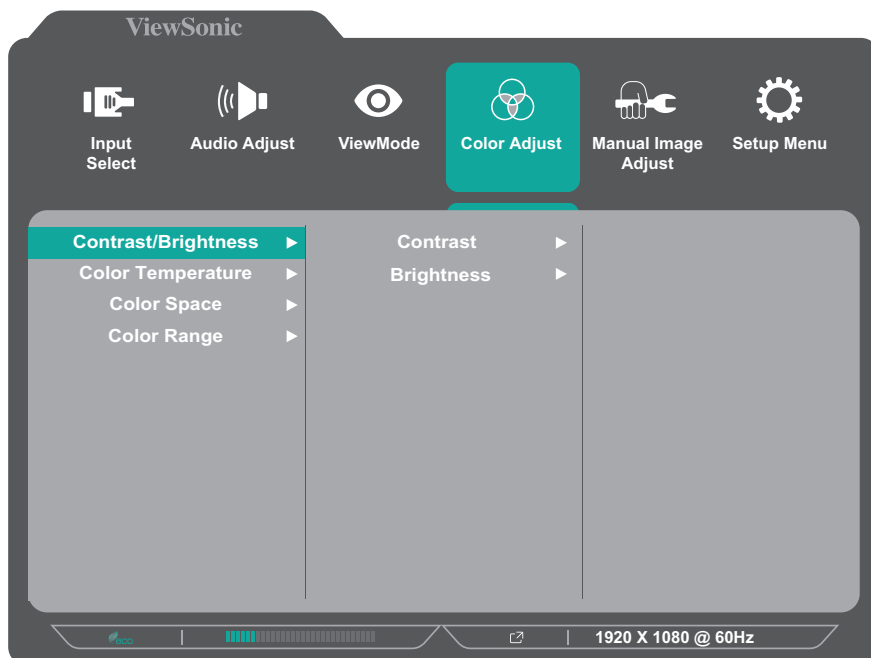 ViewSonic
Input
Select
Audio Adjust
ViewMode
Color Adjust
Manual Image
Adjust
Setup Menu
Contrast/Brightness
Color Temperature
Color Space
Color Range
Contrast
Brightness
eco
1920 X 1080 @ 60Hz